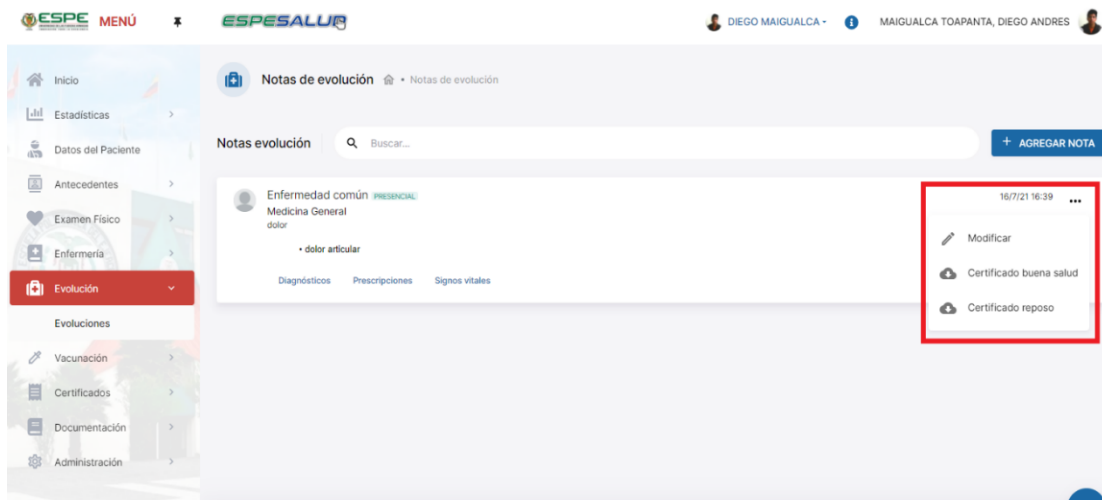 ESPE MENÚ
ESPESALUD
DIEGO MAIGUALCA
MAIGUALCA TOAPANTA, DIEGO ANDRES
Inicio
Estadísticas
Datos del Paciente
Antecedentes
Examen Físico
Enfermería
Evolución
Evoluciones
Vacunación
Certificados
Documentación
Administración
Notas de evolución • Notas de evolución
Notas evolución
Buscar...
+ AGREGAR NOTA
Enfermedad común PRESENCIAL
Medicina General
dolor
• dolor articular
Diagnósticos Prescripciones Signos vitales
16/7/21 16:39
Modificar
Certificado buena salud
Certificado reposo